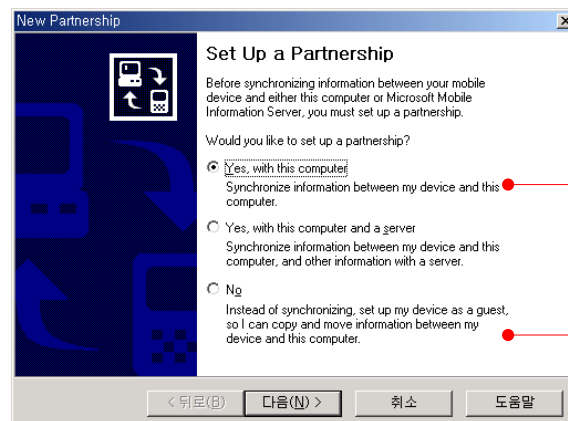 New Partnership
Set Up a Partnership
Before synchronizing information between your mobile
device and either this computer or Microsoft Mobile
Information Server, you must set up a partnership.
Would you like to set up a partnership?
Yes, with this computer
Synchronize information between my device and this
computer.
Yes, with this computer and a server
Synchronize information between my device and this
computer, and other information with a server.
No
Instead of synchronizing, set up my device as a guest,
so I can copy and move information between my
device and this computer.
< 뒤로(B) 다음(N) > 취소 도움말